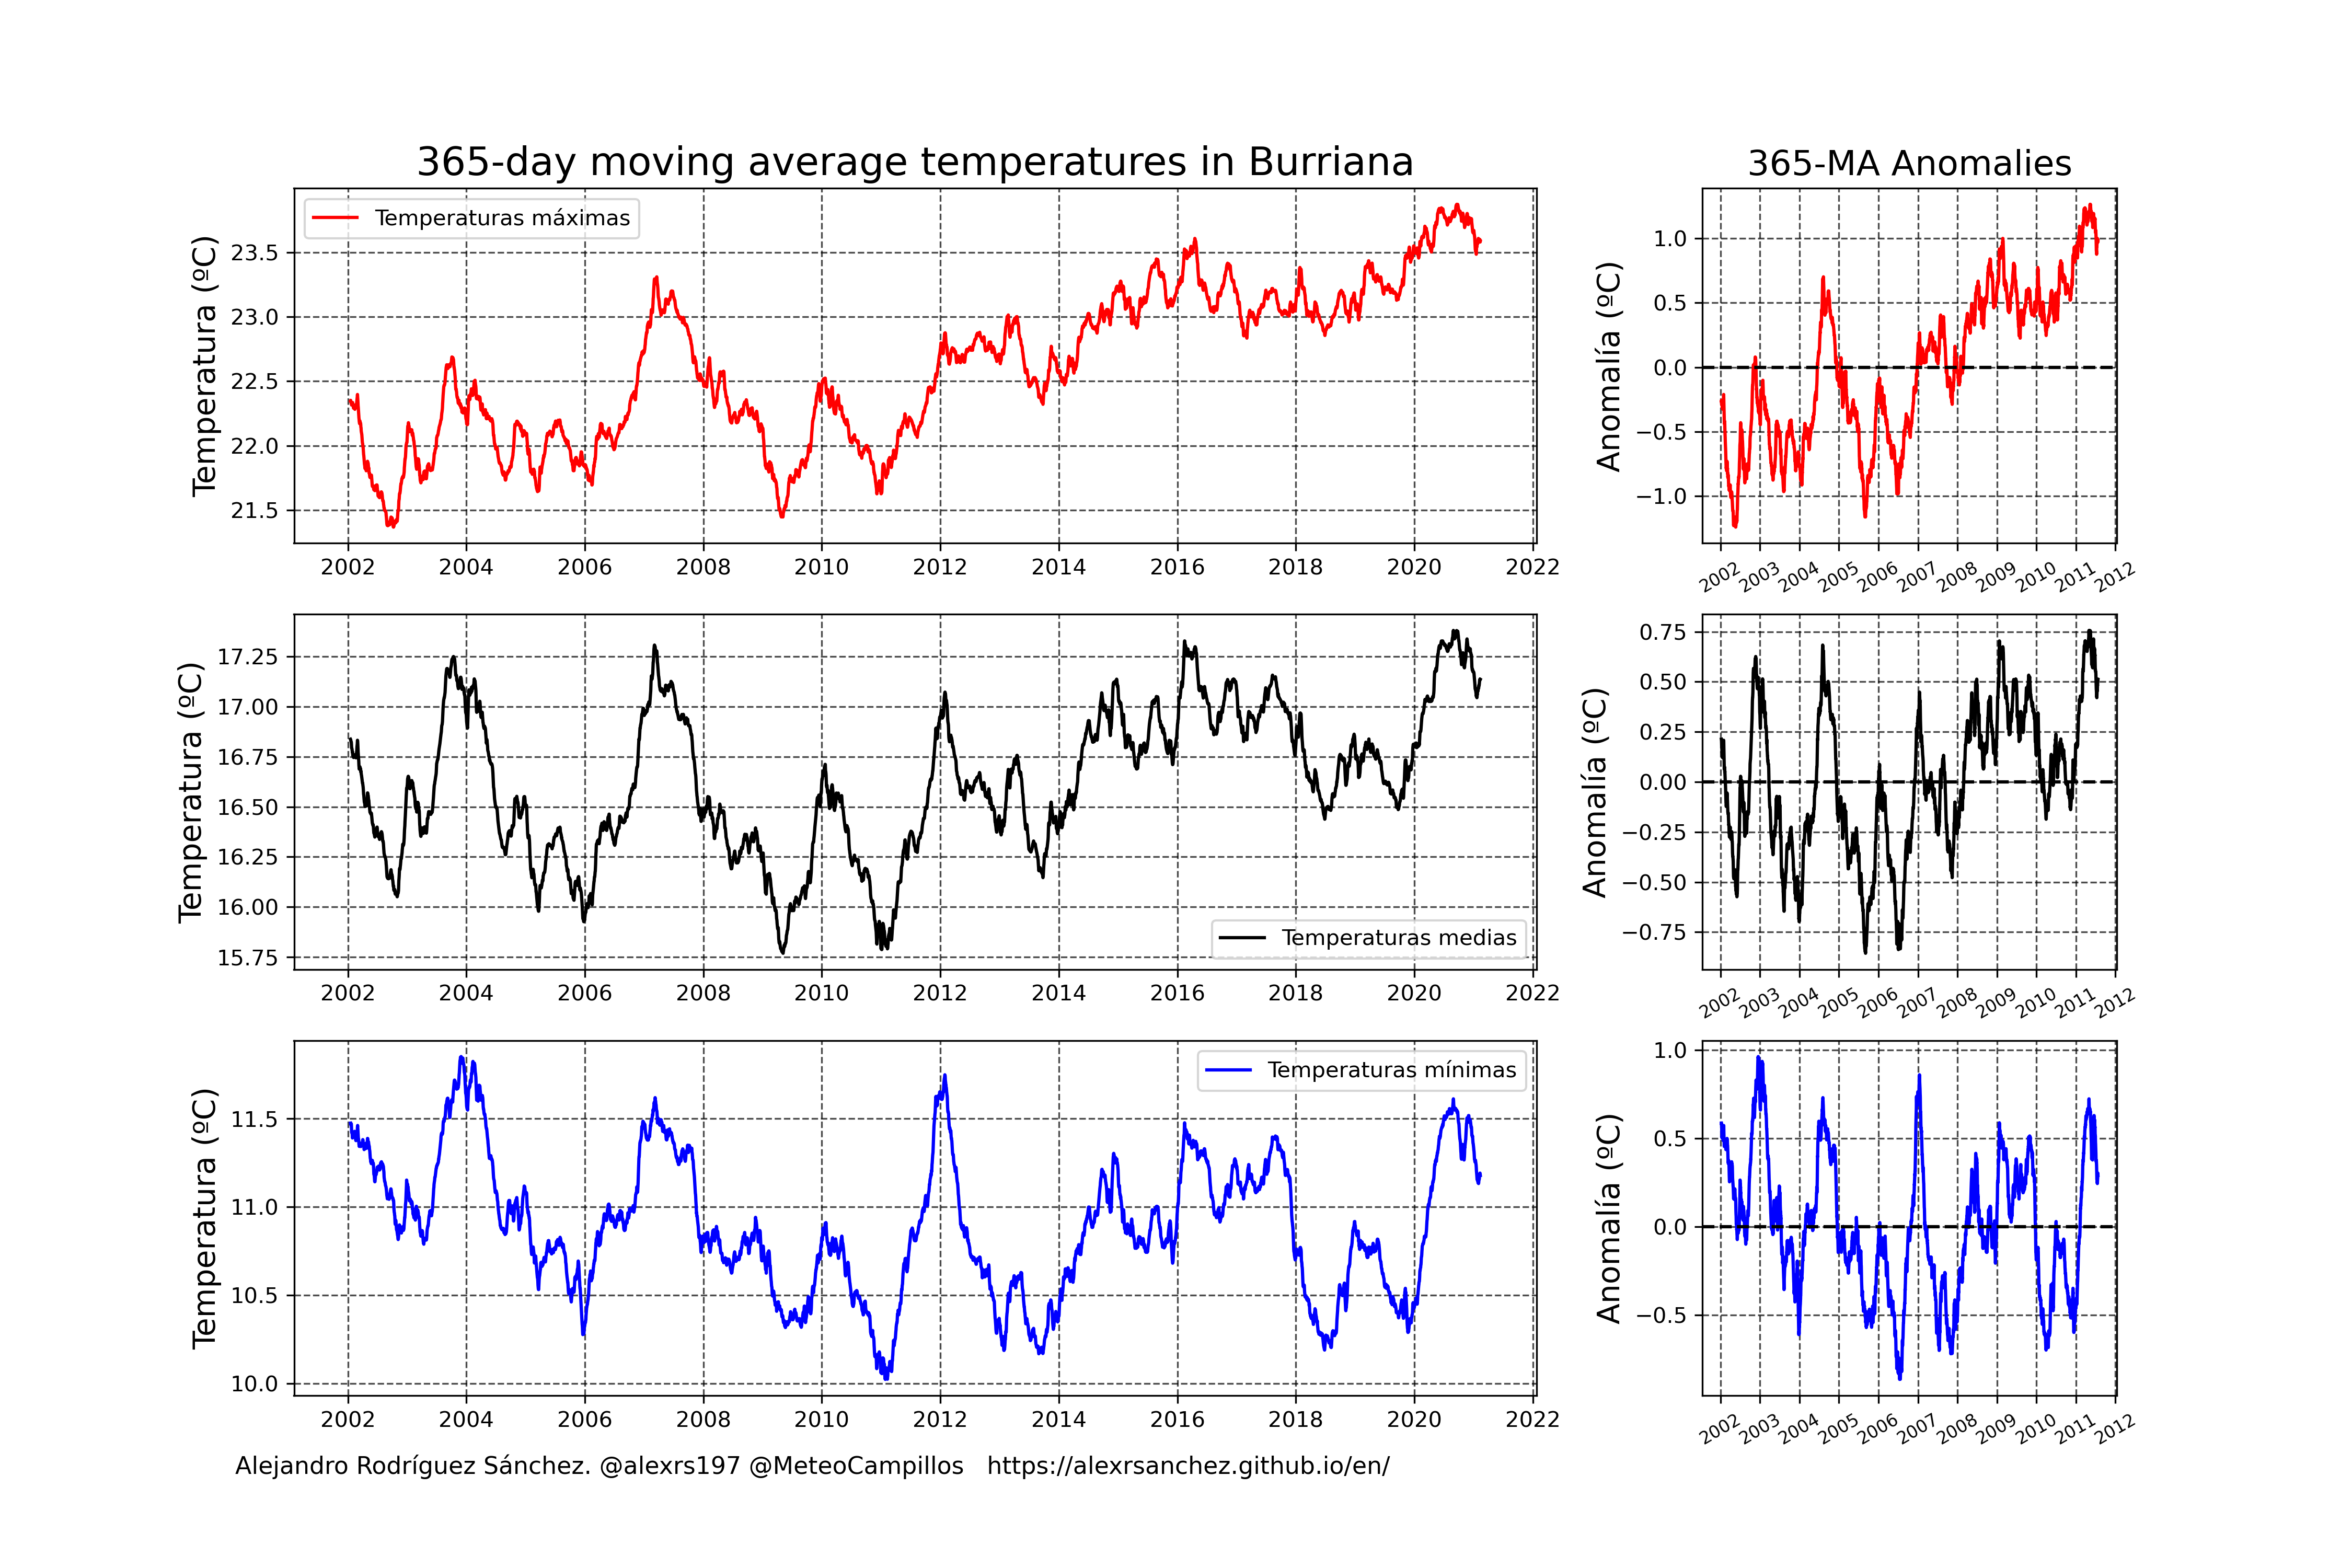 365-day moving average temperatures in Burriana
365-MA Anomalies
Temperatura (ºC)
23.5
23.0
22.5
22.0
21.5
Temperaturas máximas
2002 2004 2006 2008 2010 2012 2014 2016 2018 2020 2022
Anomalía (ºC)
1.0
0.5
0.0
−0.5
−1.0
2002 2003 2004 2005 2006 2007 2008 2009 2010 2011 2012
Temperatura (ºC)
17.25
17.00
16.75
16.50
16.25
16.00
15.75
Temperaturas medias
2002 2004 2006 2008 2010 2012 2014 2016 2018 2020 2022
Anomalía (ºC)
0.75
0.50
0.25
0.00
−0.25
−0.50
−0.75
2002 2003 2004 2005 2006 2007 2008 2009 2010 2011 2012
Temperatura (ºC)
11.5
11.0
10.5
10.0
Temperaturas mínimas
2002 2004 2006 2008 2010 2012 2014 2016 2018 2020 2022
Anomalía (ºC)
1.0
0.5
0.0
−0.5
2002 2003 2004 2005 2006 2007 2008 2009 2010 2011 2012
Alejandro Rodríguez Sánchez. @alexrs197 @MeteoCampillos https://alexrsanchez.github.io/en/